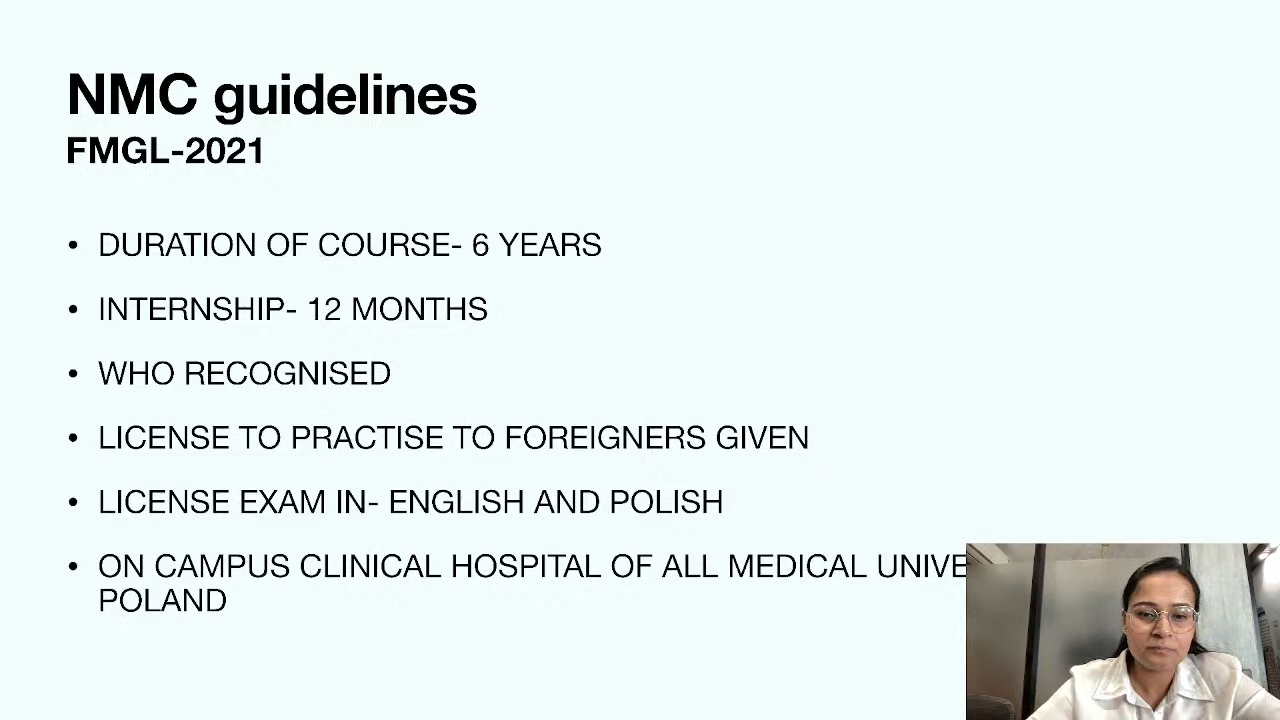 NMC guidelines
FMGL-2021
• DURATION OF COURSE- 6 YEARS
• INTERNSHIP- 12 MONTHS
• WHO RECOGNISED
• LICENSE TO PRACTISE TO FOREIGNERS GIVEN
• LICENSE EXAM IN- ENGLISH AND POLISH
• ON CAMPUS CLINICAL HOSPITAL OF ALL MEDICAL
POLAND